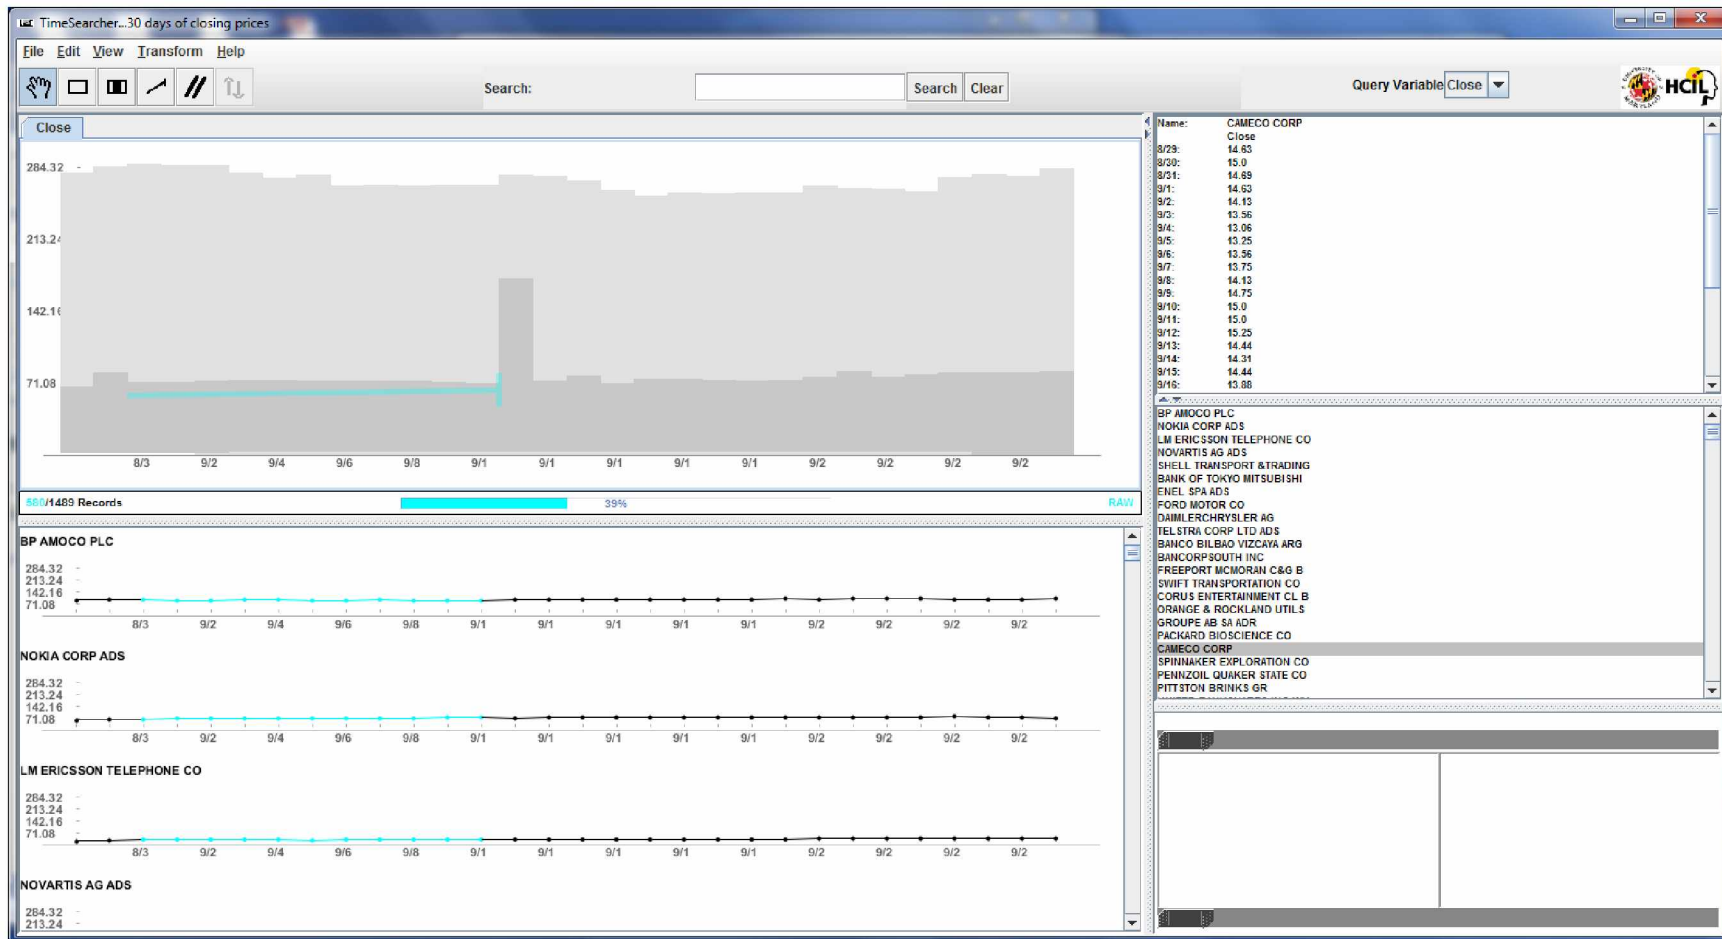 TimeSearcher...30 days of closing prices
File Edit View Transform Help
Search: Search Clear
Query Variable Close
HCIL
Close
284.32
213.24
142.16
71.08
8/3 9/2 9/4 9/6 9/8 9/1 9/1 9/1 9/1 9/1 9/2 9/2 9/2 9/2
580/1489 Records 39% RAW
BP AMOCO PLC
284.32
213.24
142.16
71.08
8/3 9/2 9/4 9/6 9/8 9/1 9/1 9/1 9/1 9/1 9/2 9/2 9/2 9/2
NOKIA CORP ADS
284.32
213.24
142.16
71.08
8/3 9/2 9/4 9/6 9/8 9/1 9/1 9/1 9/1 9/1 9/2 9/2 9/2 9/2
LM ERICSSON TELEPHONE CO
284.32
213.24
142.16
71.08
8/3 9/2 9/4 9/6 9/8 9/1 9/1 9/1 9/1 9/1 9/2 9/2 9/2 9/2
NOVARTIS AG ADS
284.32
213.24
Name: CAMECO CORP
Close
8/29: 14.63
8/30: 15.0
8/31: 14.69
9/1: 14.63
9/2: 14.13
9/3: 13.56
9/4: 13.06
9/5: 13.25
9/6: 13.56
9/7: 13.75
9/8: 14.13
9/9: 14.75
9/10: 15.0
9/11: 15.0
9/12: 15.25
9/13: 14.44
9/14: 14.31
9/15: 14.44
9/16: 13.88
BP AMOCO PLC
NOKIA CORP ADS
LM ERICSSON TELEPHONE CO
NOVARTIS AG ADS
SHELL TRANSPORT &TRADING
BANK OF TOKYO MITSUBISHI
ENEL SPA ADS
FORD MOTOR CO
DAIMLERCHRYSLER AG
TELSTRA CORP LTD ADS
BANCO BILBAO VIZCAYA ARG
BANCORPSOUTH INC
FREEPORT MCMORAN C&G B
SWIFT TRANSPORTATION CO
CORUS ENTERTAINMENT CL B
ORANGE & ROCKLAND UTILS
GROUPE AB SA ADR
PACKARD BIOSCIENCE CO
CAMECO CORP
SPINNAKER EXPLORATION CO
PENNZOIL QUAKER STATE CO
PITTSTON BRINKS GR